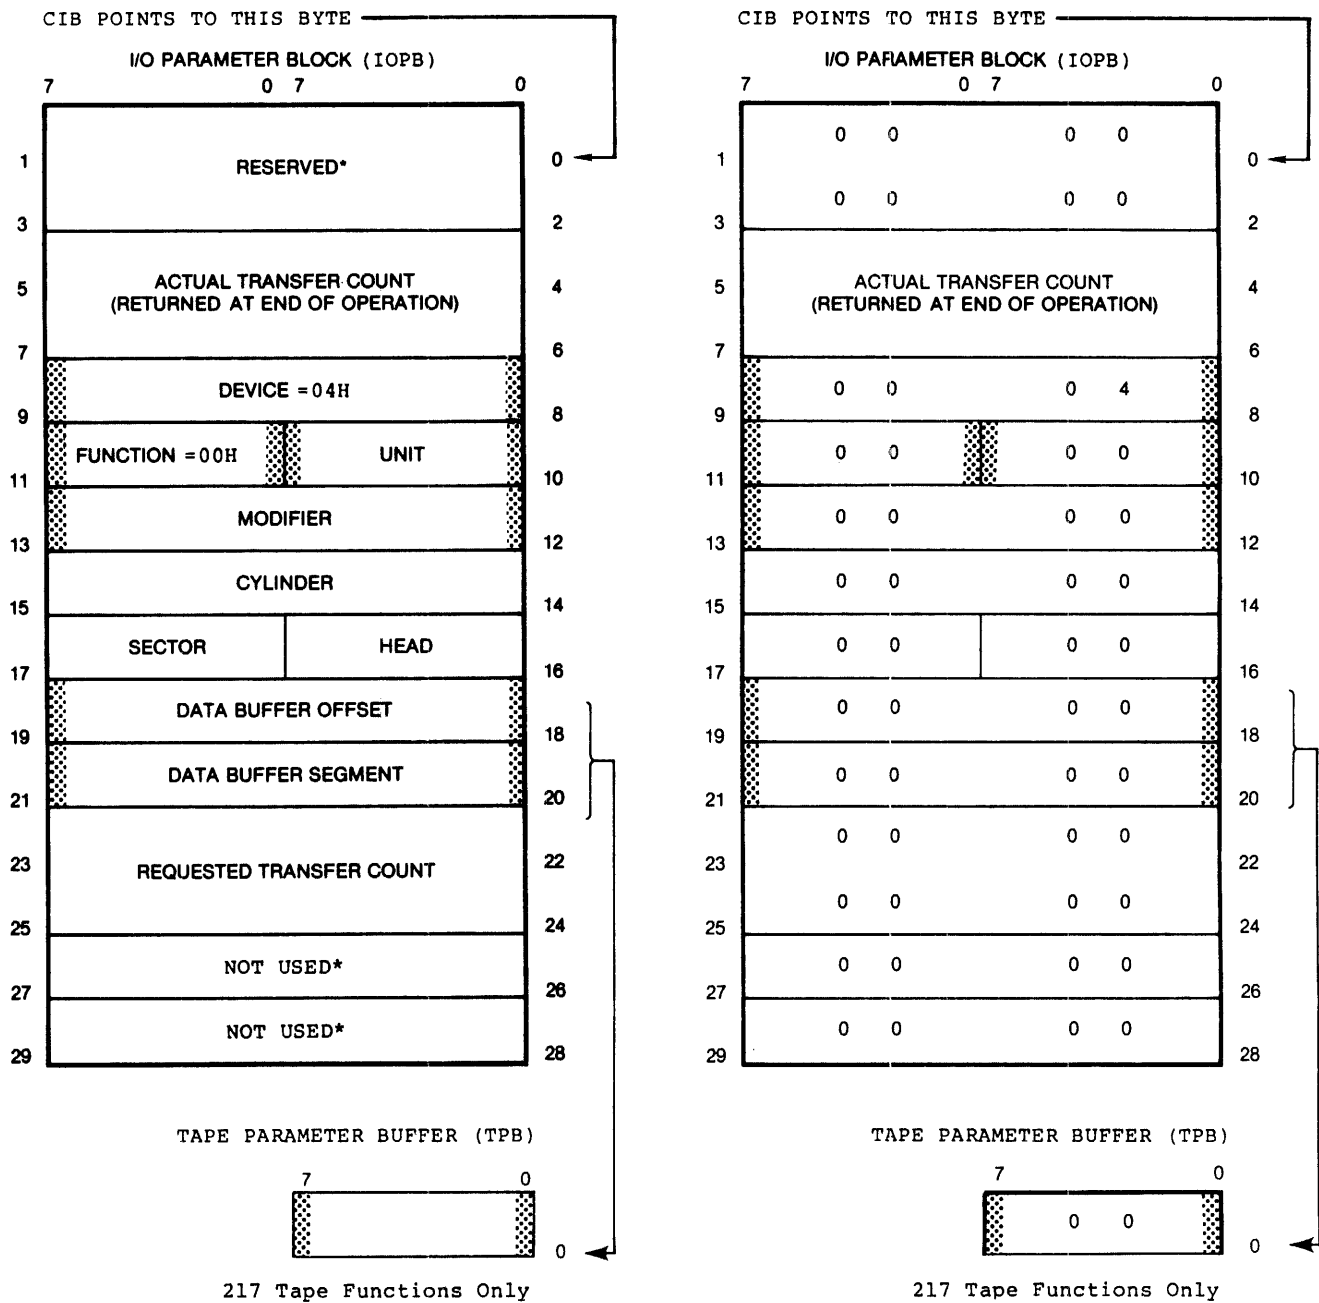 CIB POINTS TO THIS BYTE
I/O PARAMETER BLOCK (IOPB)
7 0 7 0
RESERVED*
1 0
3 2
ACTUAL TRANSFER COUNT
(RETURNED AT END OF OPERATION)
5 4
7 6
DEVICE =04H
9 8
FUNCTION =00H UNIT
11 10
MODIFIER
13 12
CYLINDER
15 14
SECTOR HEAD
17 16
DATA BUFFER OFFSET
19 18
DATA BUFFER SEGMENT
21 20
REQUESTED TRANSFER COUNT
23 22
25 24
NOT USED*
27 26
NOT USED*
29 28
TAPE PARAMETER BUFFER (TPB)
7 0
0
217 Tape Functions Only
CIB POINTS TO THIS BYTE
I/O PARAMETER BLOCK (IOPB)
7 0 7 0
0 0 0 0
1 0
0 0 0 0
3 2
ACTUAL TRANSFER COUNT
(RETURNED AT END OF OPERATION)
5 4
7 6
0 0 0 4
9 8
0 0 0 0
11 10
0 0 0 0
13 12
0 0 0 0
15 14
0 0 0 0
17 16
0 0 0 0
19 18
0 0 0 0
21 20
0 0 0 0
23 22
0 0 0 0
25 24
0 0 0 0
27 26
0 0 0 0
29 28
TAPE PARAMETER BUFFER (TPB)
7 0
0 0
0
217 Tape Functions Only